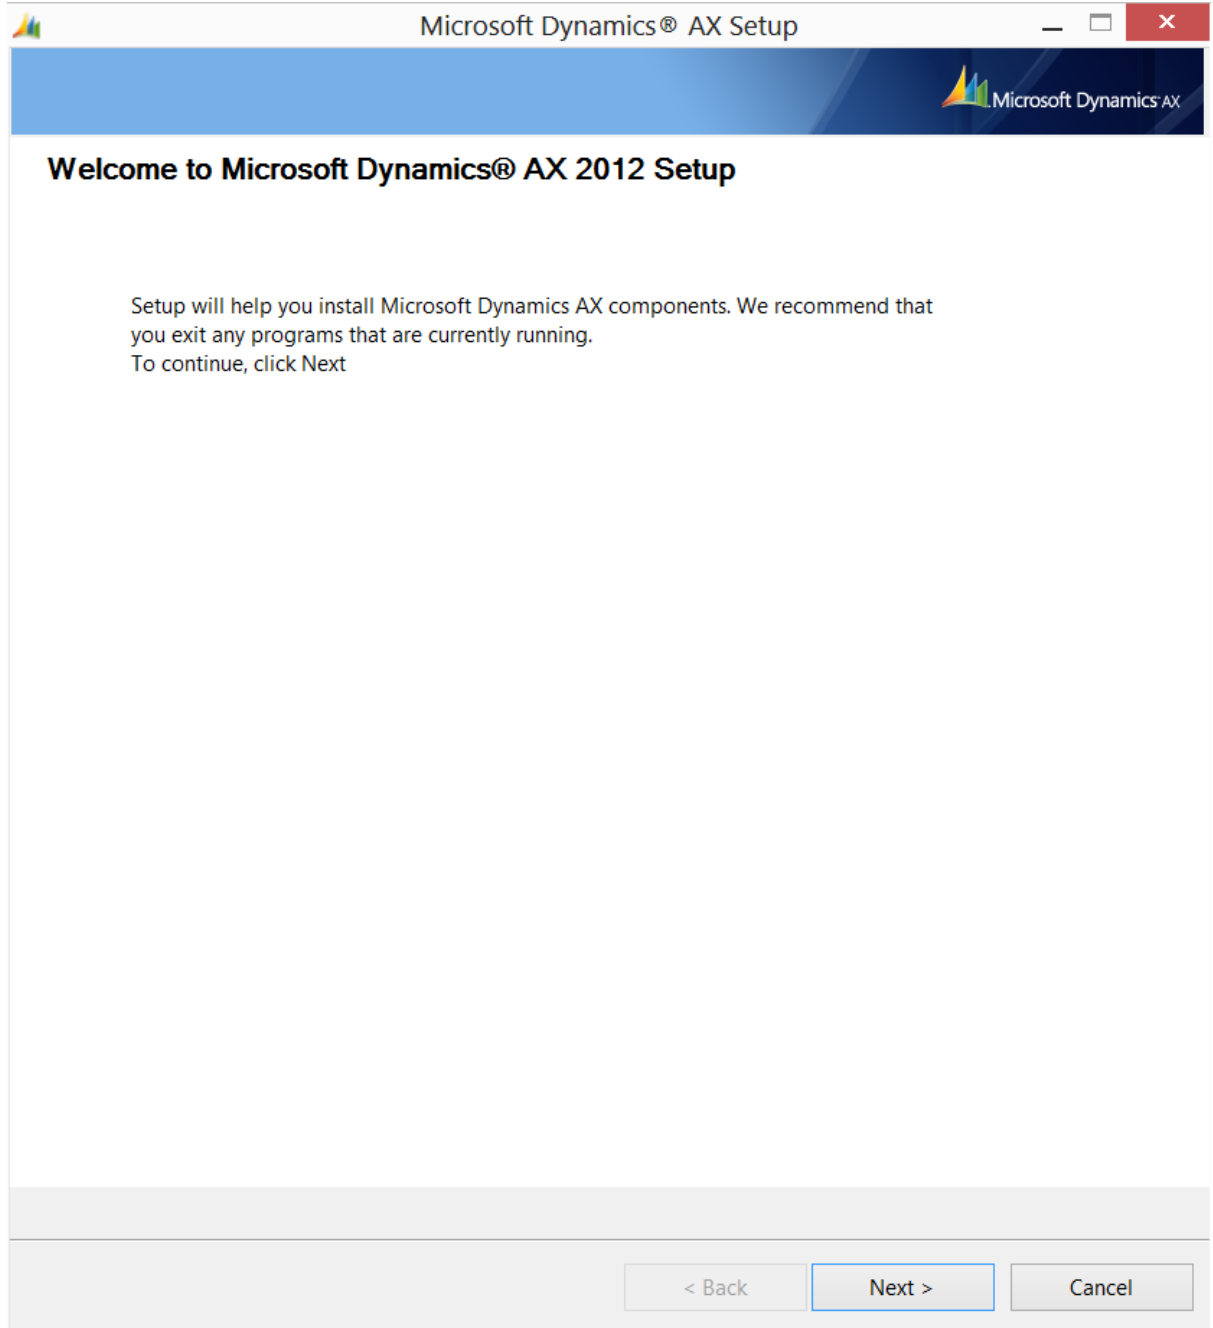 Microsoft Dynamics® AX Setup
Microsoft Dynamics AX
Welcome to Microsoft Dynamics® AX 2012 Setup
Setup will help you install Microsoft Dynamics AX components. We recommend that
you exit any programs that are currently running.
To continue, click Next
< Back
Next >
Cancel